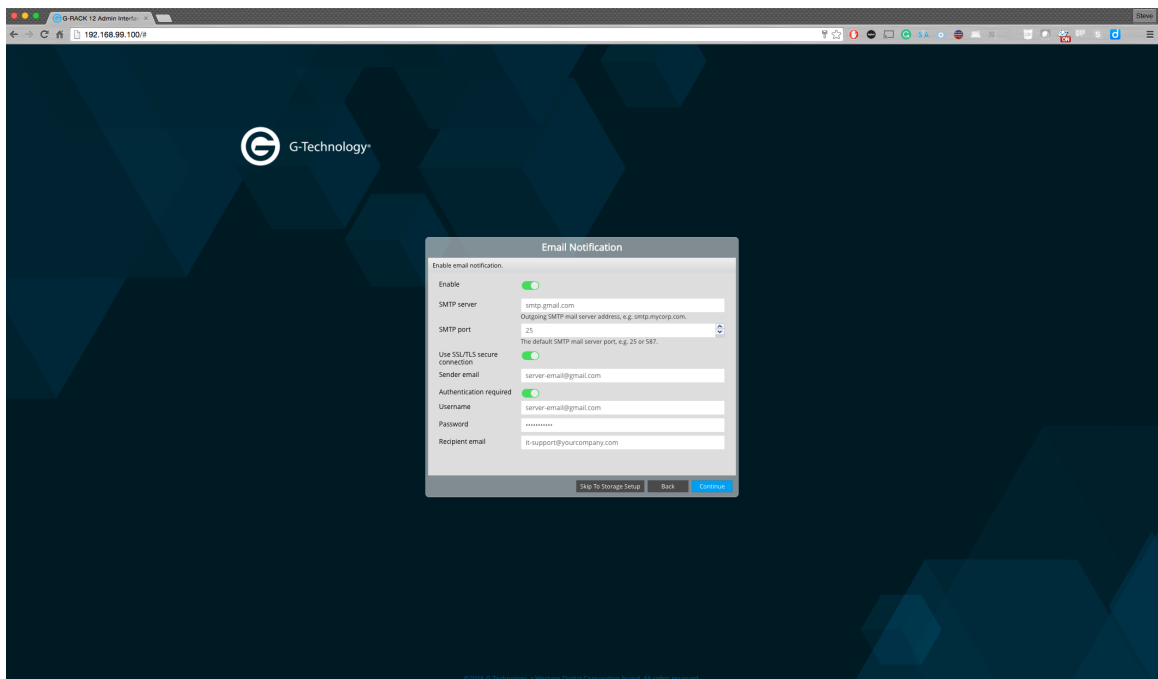 G-RACK 12 Admin Interfac
Steve
192.168.99.100/#
G-Technology®
Email Notification
Enable email notification.
Enable
SMTP server
smtp.gmail.com
Outgoing SMTP mail server address, e.g. smtp.mycorp.com.
SMTP port
25
The default SMTP mail server port, e.g. 25 or 587.
Use SSL/TLS secure
connection
Sender email
server-email@gmail.com
Authentication required
Username
server-email@gmail.com
Password
•••••••••••
Recipient email
it-support@yourcompany.com
Skip To Storage Setup
Back
Continue